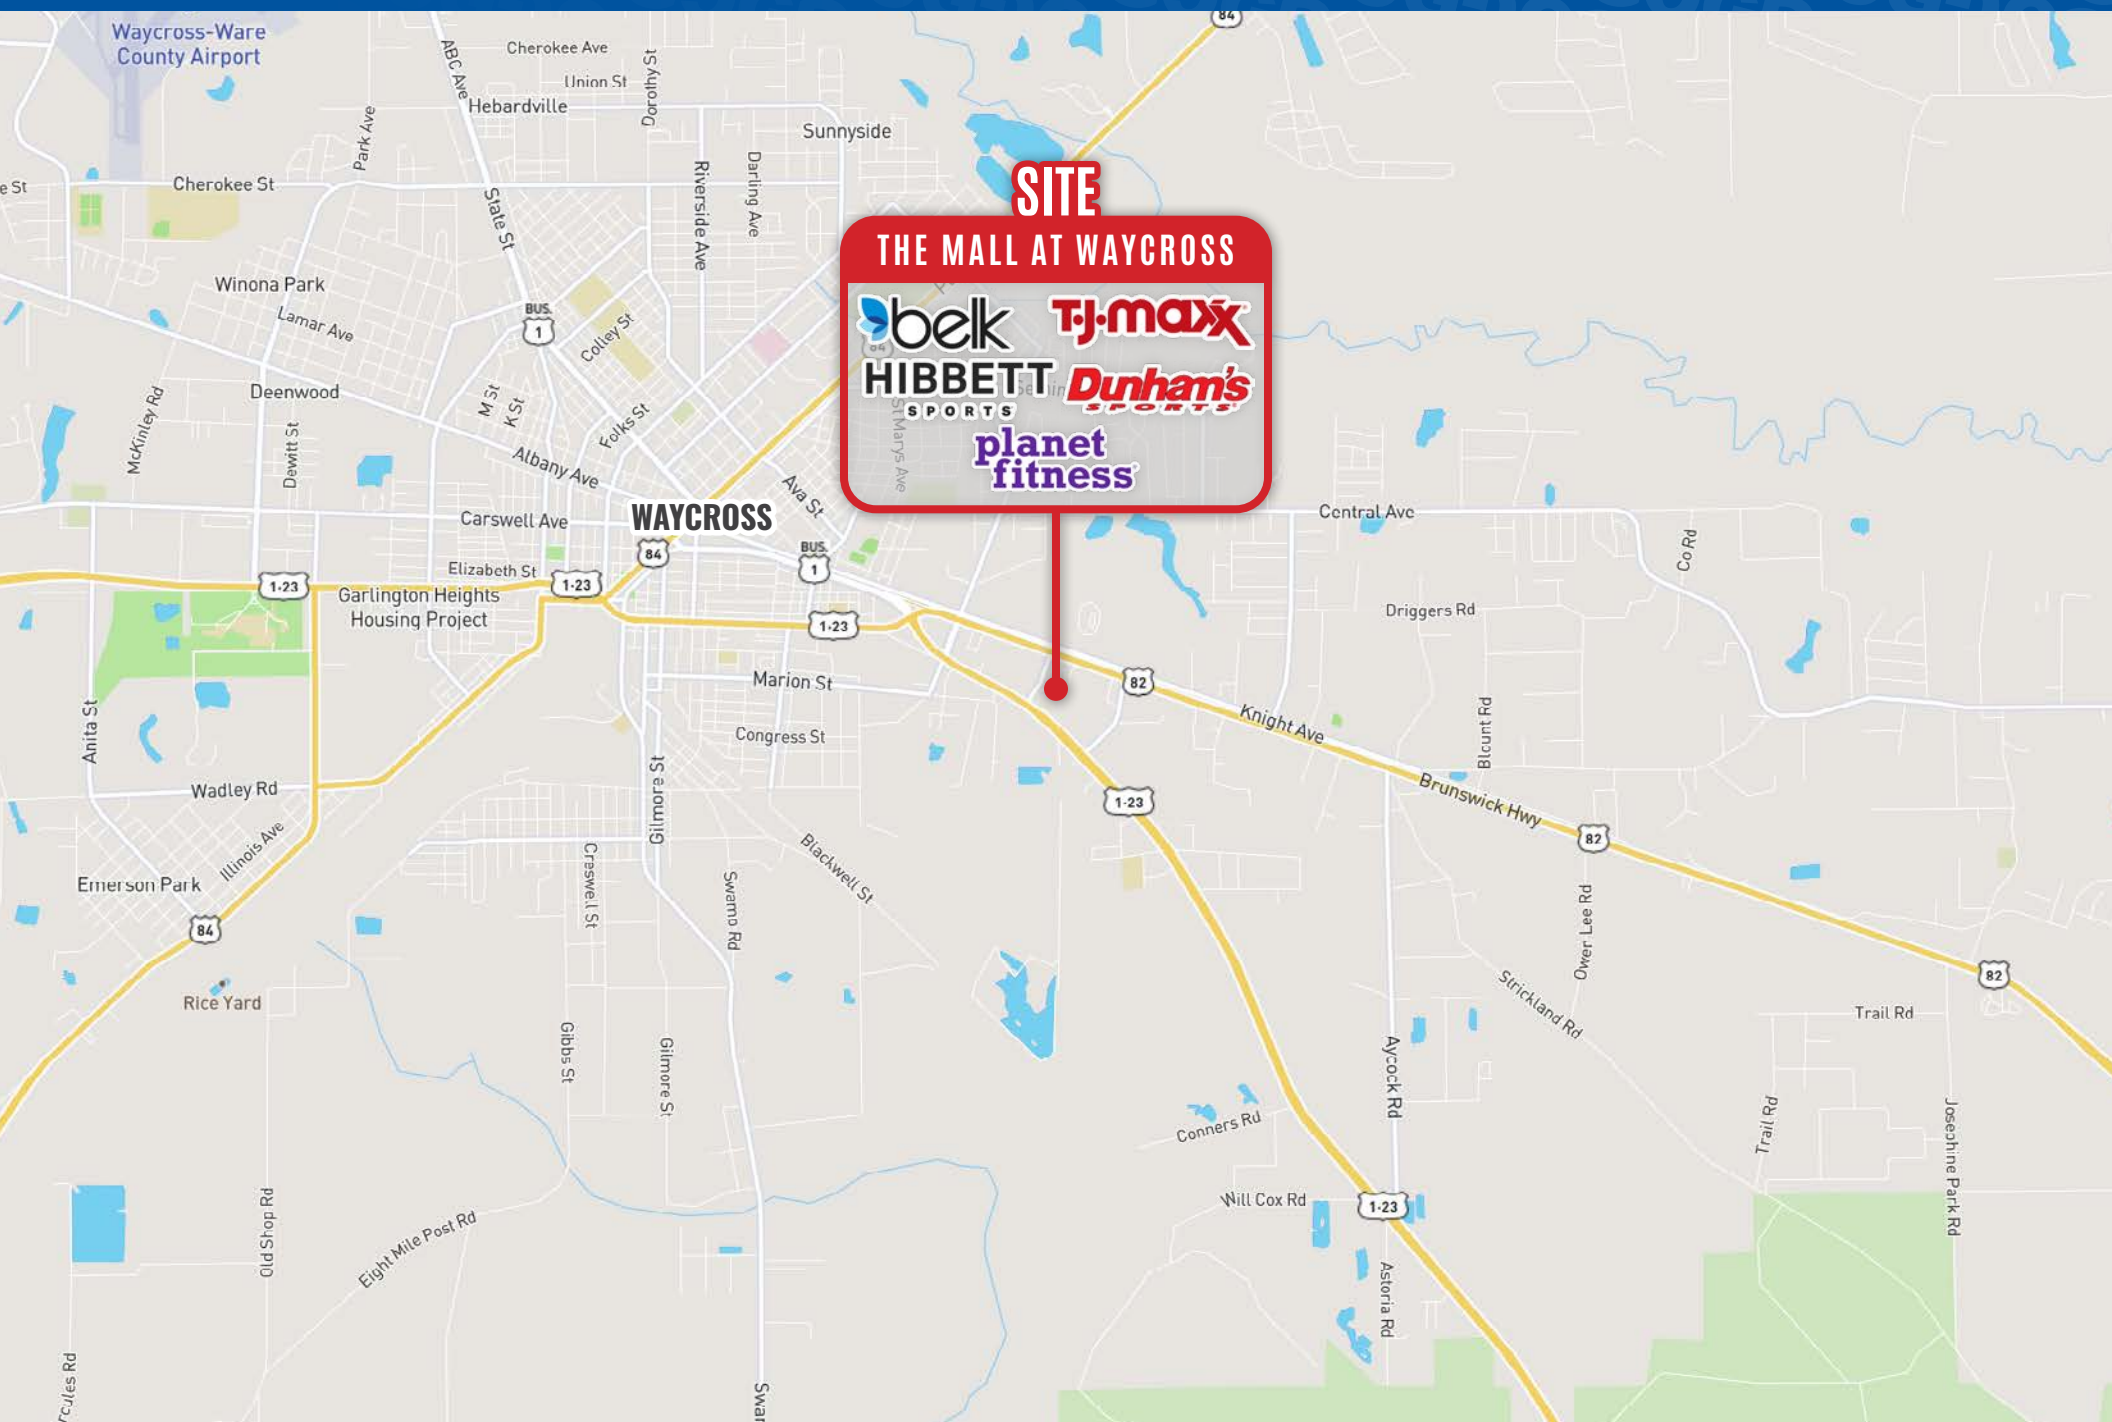 84
Waycross-Ware
County Airport
ABC Ave
Cherokee Ave
Union St
Dorothy St
Hebardville
Park Ave
Sunnyside
e St
Cherokee St
State St
Riverside Ave
Darling Ave
SITE
THE MALL AT WAYCROSS
belk
T·J·maxx
HIBBETT
SPORTS
Dunham's
SPORTS
planet
fitness
84
St Marys Ave
Winona Park
Lamar Ave
BUS.
1
Colley St
Deenwood
McKinley Rd
Dewitt St
M St
K St
Folks St
Albany Ave
Ava St
Carswell Ave
WAYCROSS
84
BUS.
1
Central Ave
Co Rd
Elizabeth St
1-23
1-23
Garlington Heights
Housing Project
1-23
Driggers Rd
Marion St
82
Anita St
Congress St
Knight Ave
Blount Rd
Wadley Rd
Gilmore St
1-23
Brunswick Hwy
82
Illinois Ave
Emerson Park
Creswell St
Swamp Rd
Blackwell St
84
Ower Lee Rd
82
Rice Yard
Strickland Rd
Trail Rd
Gibbs St
Gilmore St
Aycock Rd
Conners Rd
Trail Rd
Josephine Park Rd
Old Shop Rd
Eight Mile Post Rd
Will Cox Rd
1-23
Astoria Rd
rcules Rd
Swar